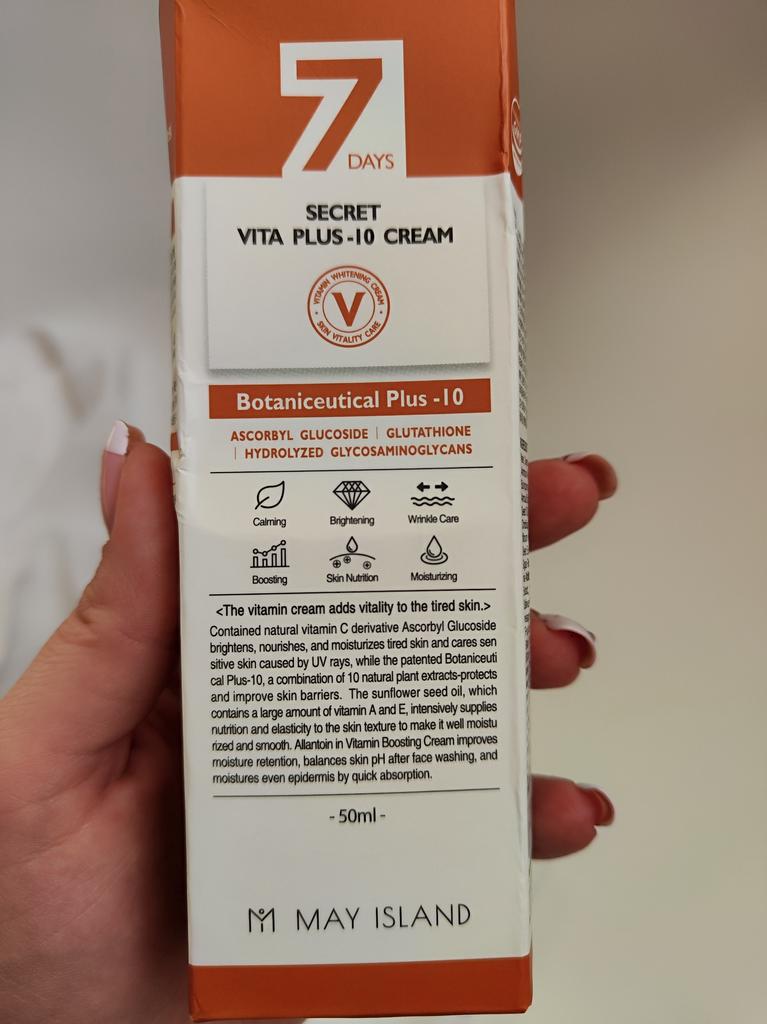 7
DAYS
SECRET
VITA PLUS-10 CREAM
VITAMIN WHITENING CREAM
V
SKIN VITALITY CARE
Botaniceutical Plus -10
ASCORBYL GLUCOSIDE | GLUTATHIONE
| HYDROLYZED GLYCOSAMINOGLYCANS
Calming Brightening Wrinkle Care
Boosting Skin Nutrition Moisturizing
<The vitamin cream adds vitality to the tired skin.>
Contained natural vitamin C derivative Ascorbyl Glucoside
brightens, nourishes, and moisturizes tired skin and cares sen
sitive skin caused by UV rays, while the patented Botaniceuti
cal Plus-10, a combination of 10 natural plant extracts-protects
and improve skin barriers. The sunflower seed oil, which
contains a large amount of vitamin A and E, intensively supplies
nutrition and elasticity to the skin texture to make it well moistu
rized and smooth. Allantoin in Vitamin Boosting Cream improves
moisture retention, balances skin pH after face washing, and
moistures even epidermis by quick absorption.
- 50ml -
MAY ISLAND